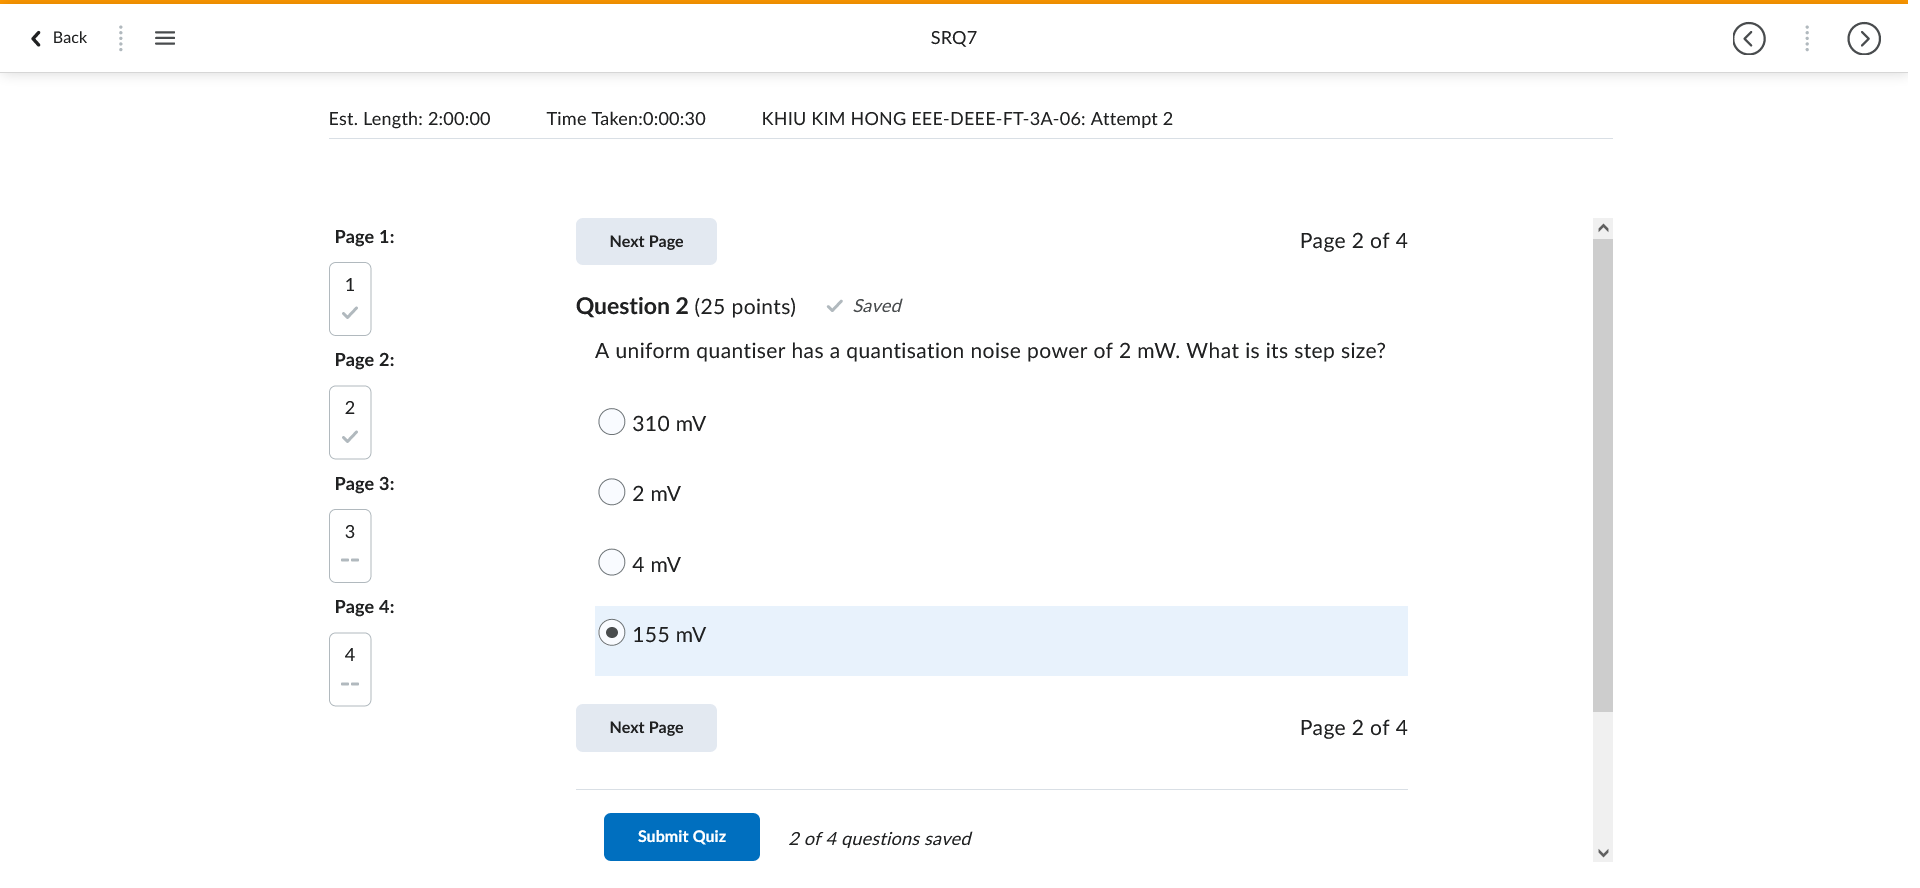 Back
SRQ7
Est. Length: 2:00:00 Time Taken:0:00:30 KHIU KIM HONG EEE-DEEE-FT-3A-06: Attempt 2
Page 1:
1
Page 2:
2
Page 3:
3
--
Page 4:
4
--
Next Page Page 2 of 4
Question 2 (25 points) Saved
A uniform quantiser has a quantisation noise power of 2 mW. What is its step size?
310 mV
2 mV
4 mV
155 mV
Next Page Page 2 of 4
Submit Quiz 2 of 4 questions saved